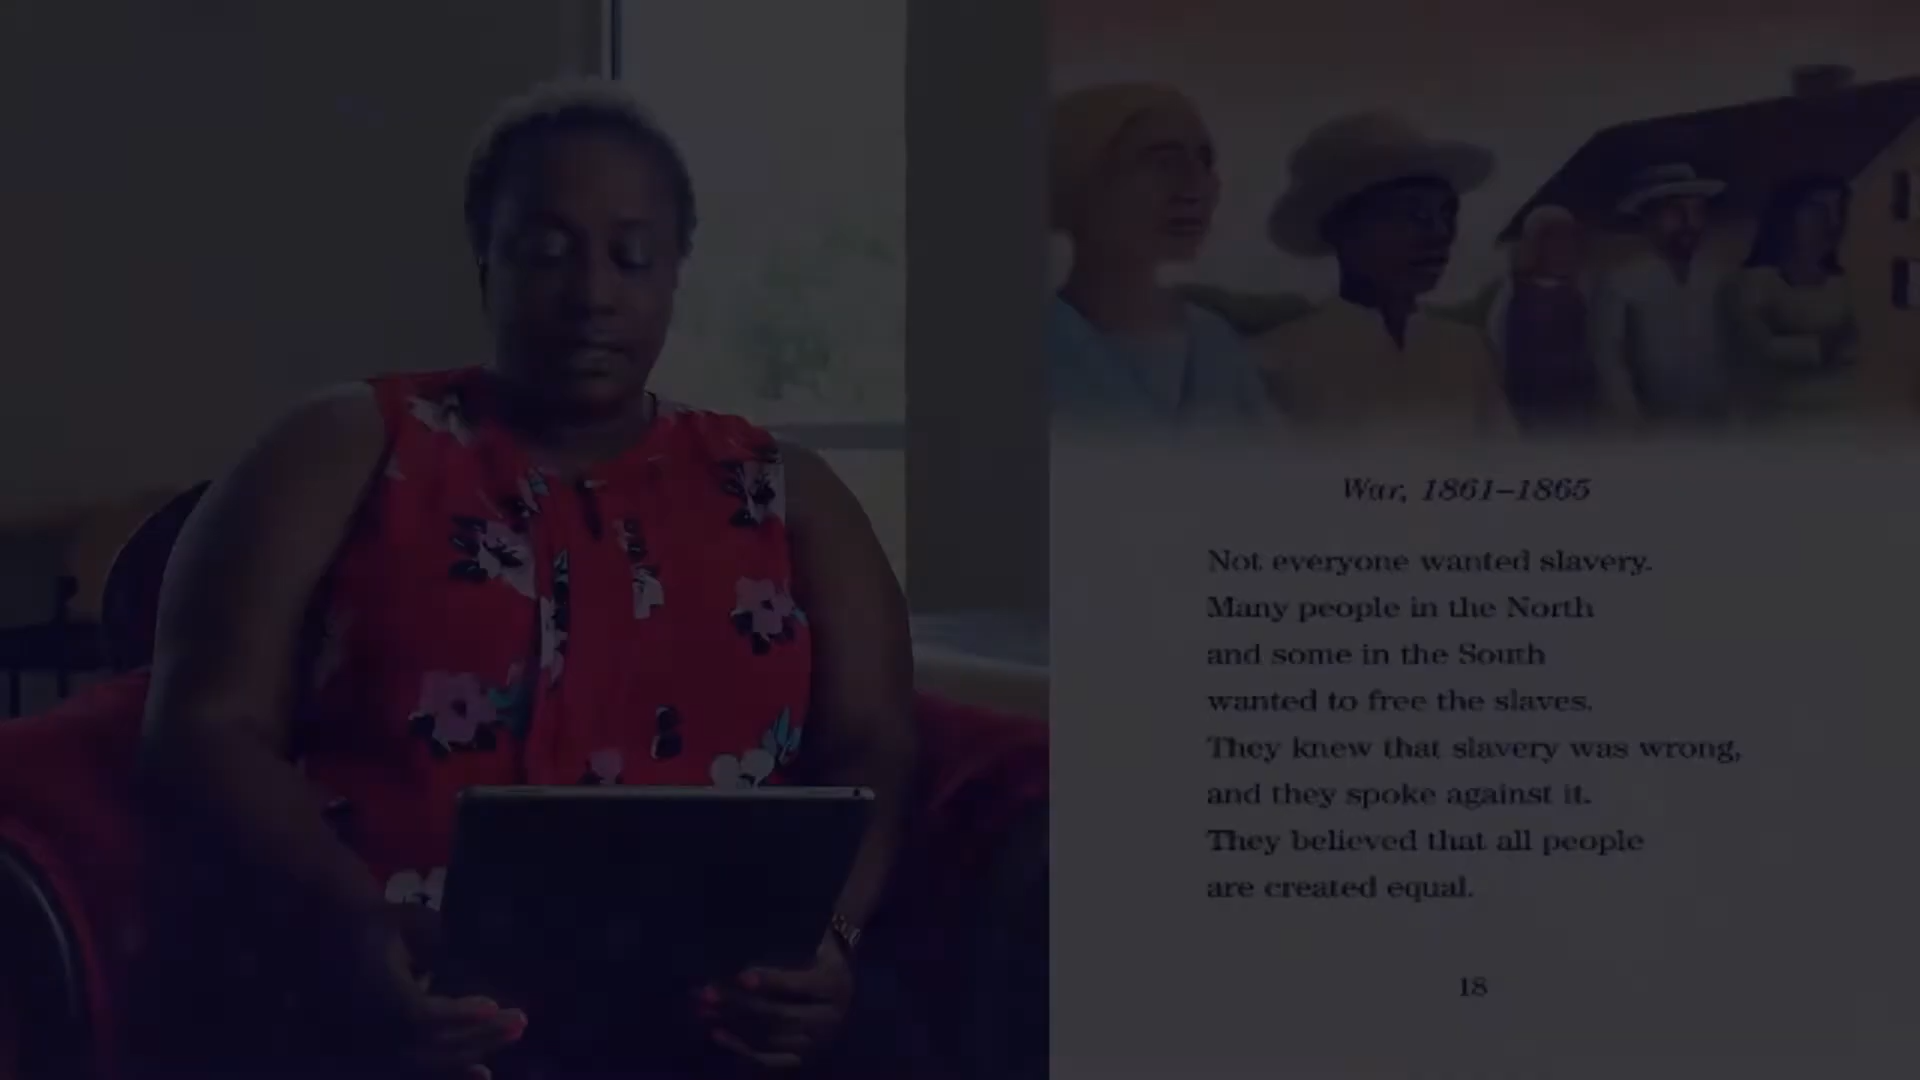 War, 1861–1865
Not everyone wanted slavery.
Many people in the North
and some in the South
wanted to free the slaves.
They knew that slavery was wrong,
and they spoke against it.
They believed that all people
are created equal.
18